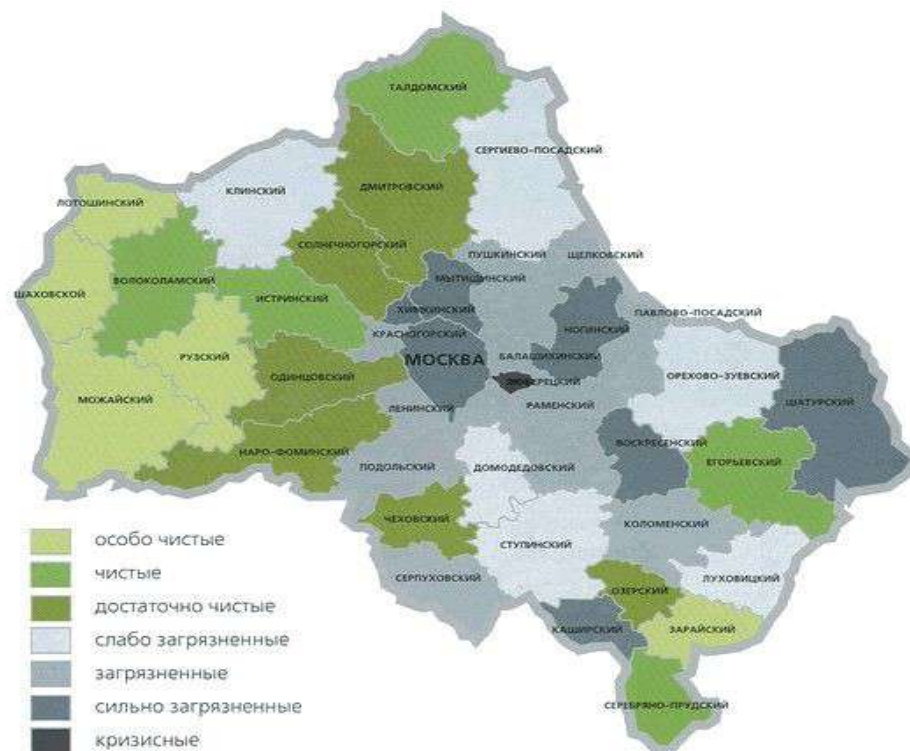 ТАЛДОМСКИЙ
СЕРГИЕВО-ПОСАДСКИЙ
КЛИНСКИЙ
ДМИТРОВСКИЙ
ЛОТОШИНСКИЙ
СОЛНЕЧНОГОРСКИЙ
ПУШКИНСКИЙ
ЩЕЛКОВСКИЙ
МЫТИЩИНСКИЙ
ВОЛОКОЛАМСКИЙ
ШАХОВСКОЙ
ИСТРИНСКИЙ
ХИМКИНСКИЙ
ПАВЛОВО-ПОСАДСКИЙ
КРАСНОГОРСКИЙ
НОГИНСКИЙ
РУЗСКИЙ
МОСКВА
БАЛАШИХИНСКИЙ
ОДИНЦОВСКИЙ
ЛЮБЕРЕЦКИЙ
ОРЕХОВО-ЗУЕВСКИЙ
МОЖАЙСКИЙ
ЛЕНИНСКИЙ
РАМЕНСКИЙ
ШАТУРСКИЙ
ВОСКРЕСЕНСКИЙ
НАРО-ФОМИНСКИЙ
ЕГОРЬЕВСКИЙ
ПОДОЛЬСКИЙ
ДОМОДЕДОВСКИЙ
ЧЕХОВСКИЙ
КОЛОМЕНСКИЙ
СТУПИНСКИЙ
СЕРПУХОВСКИЙ
ЛУХОВИЦКИЙ
ОЗЕРСКИЙ
КАШИРСКИЙ
ЗАРАЙСКИЙ
СЕРЕБРЯНО-ПРУДСКИЙ
особо чистые
чистые
достаточно чистые
слабо загрязненные
загрязненные
сильно загрязненные
кризисные